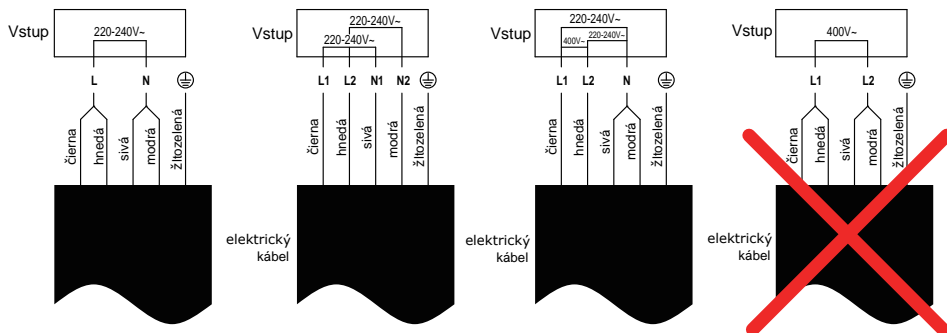 Vstup
220-240V~
L N
čierna
hnedá
sivá
modrá
žltozelená
Vstup
220-240V~
220-240V~
L1 L2 N1 N2
čierna
hnedá
sivá
modrá
žltozelená
elektrický
kábel
Vstup
220-240V~
400V~ 220-240V~
L1 L2 N
čierna
hnedá
sivá
modrá
žltozelená
elektrický
kábel
Vstup
400V~
L1 L2
čierna
hnedá
sivá
modrá
žltozelená
elektrický
kábel